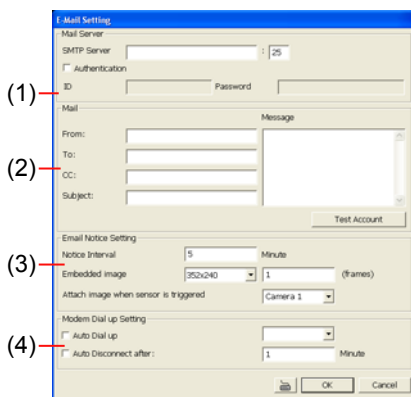 E-Mail Setting
Mail Server
SMTP Server : 25
Authentication
(1) ID Password
Mail
Message
From:
(2) To:
CC:
Subject:
Test Account
Email Notice Setting
Notice Interval 5 Minute
(3) Embedded image 352x240 1 (frames)
Attach image when sensor is triggered Camera 1
Modem Dial up Setting
(4) Auto Dial up
Auto Disconnect after: 1 Minute
OK Cancel